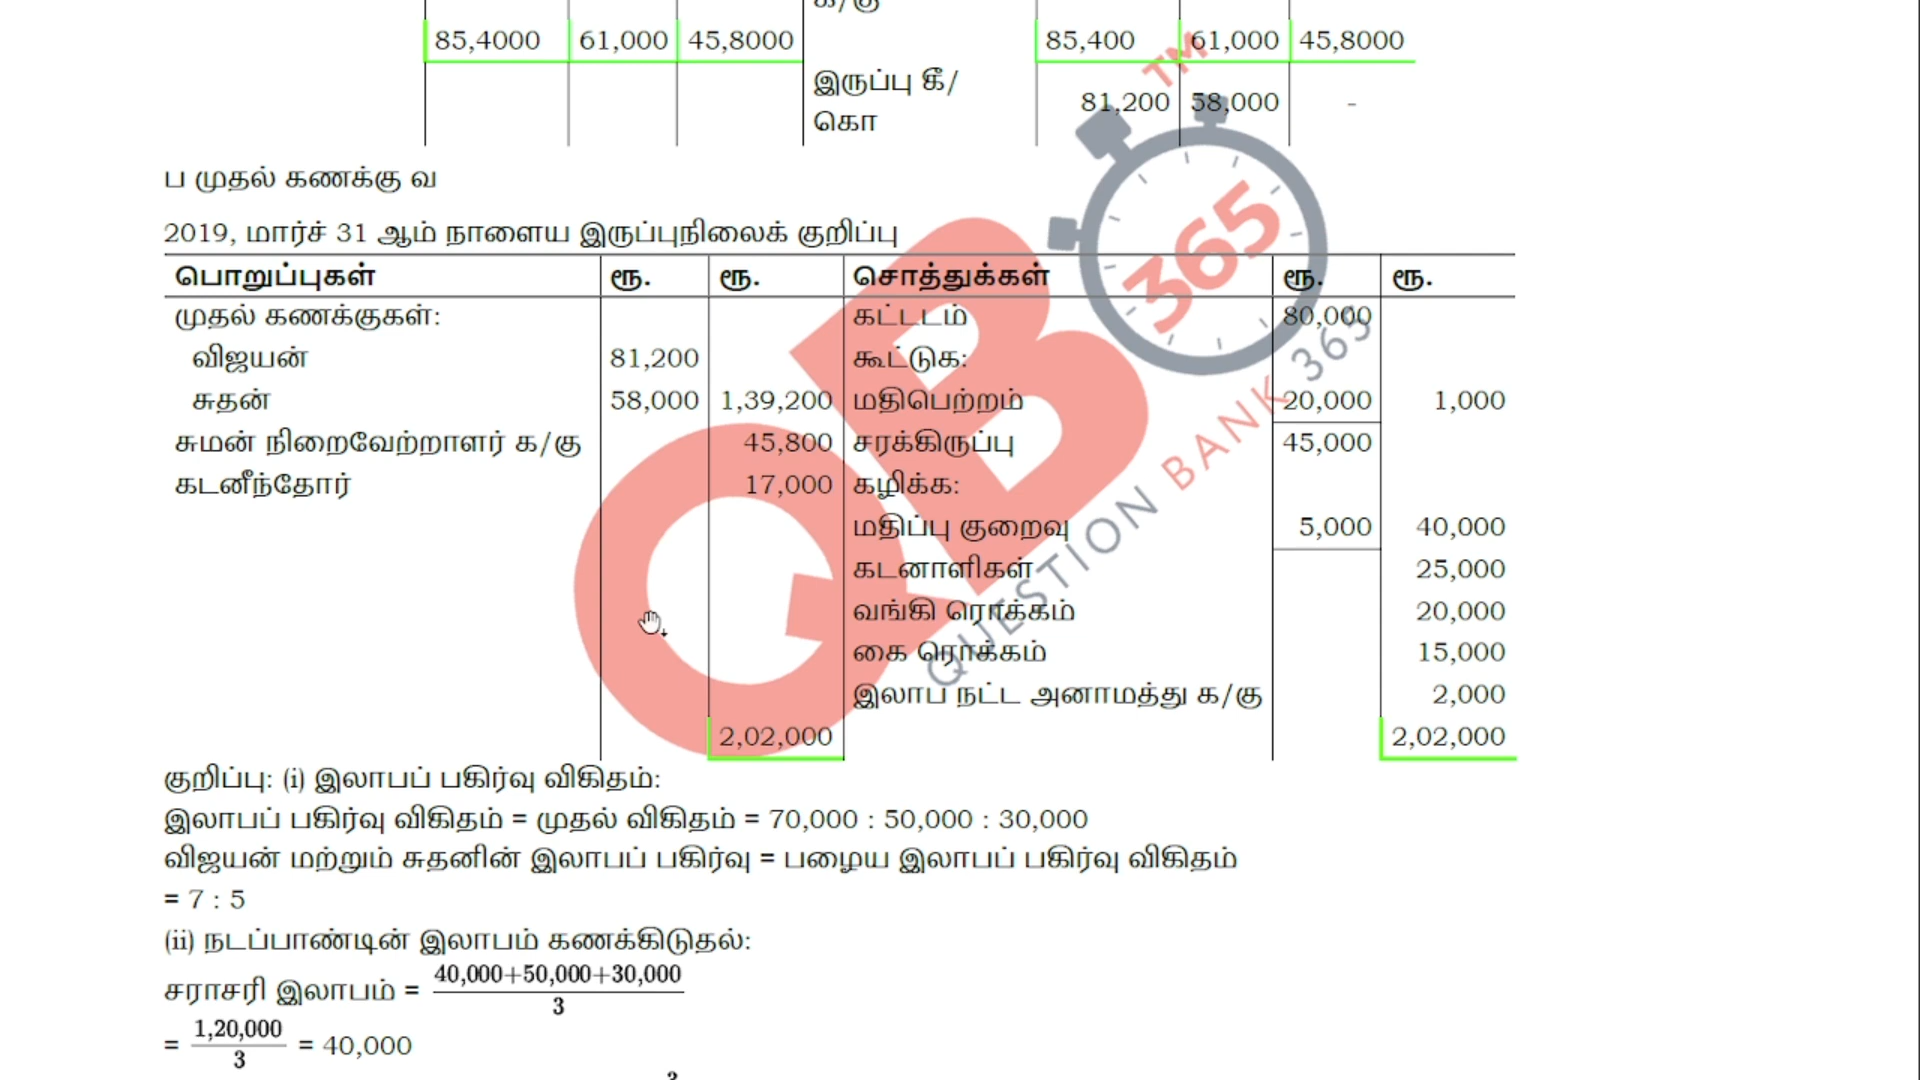 க/கு
85,4000 61,000 45,8000 85,400 61,000 45,8000
இருப்பு கீ/
81,200 58,000 -
கொ
ப முதல் கணக்கு வ
2019, மார்ச் 31 ஆம் நாளைய இருப்புநிலைக் குறிப்பு
பொறுப்புகள் ரூ. ரூ. சொத்துக்கள் ரூ. ரூ.
முதல் கணக்குகள்: கட்டடம் 80,000
விஜயன் 81,200 கூட்டுக:
சுதன் 58,000 1,39,200 மதிபெற்றம் 20,000 1,000
சுமன் நிறைவேற்றாளர் க/கு 45,800 சரக்கிருப்பு 45,000
கடனீந்தோர் 17,000 கழிக்க:
மதிப்பு குறைவு 5,000 40,000
கடனாளிகள் 25,000
வங்கி ரொக்கம் 20,000
கை ரொக்கம் 15,000
இலாப நட்ட அனாமத்து க/கு 2,000
2,02,000 2,02,000
குறிப்பு: (i) இலாபப் பகிர்வு விகிதம்:
இலாபப் பகிர்வு விகிதம் = முதல் விகிதம் = 70,000 : 50,000 : 30,000
விஜயன் மற்றும் சுதனின் இலாபப் பகிர்வு = பழைய இலாபப் பகிர்வு விகிதம்
= 7 : 5
(ii) நடப்பாண்டின் இலாபம் கணக்கிடுதல்:
சராசரி இலாபம் = 40,000+50,000+30,000
3
= 1,20,000 = 40,000
3
3
QB
365
TM
QUESTION BANK 365